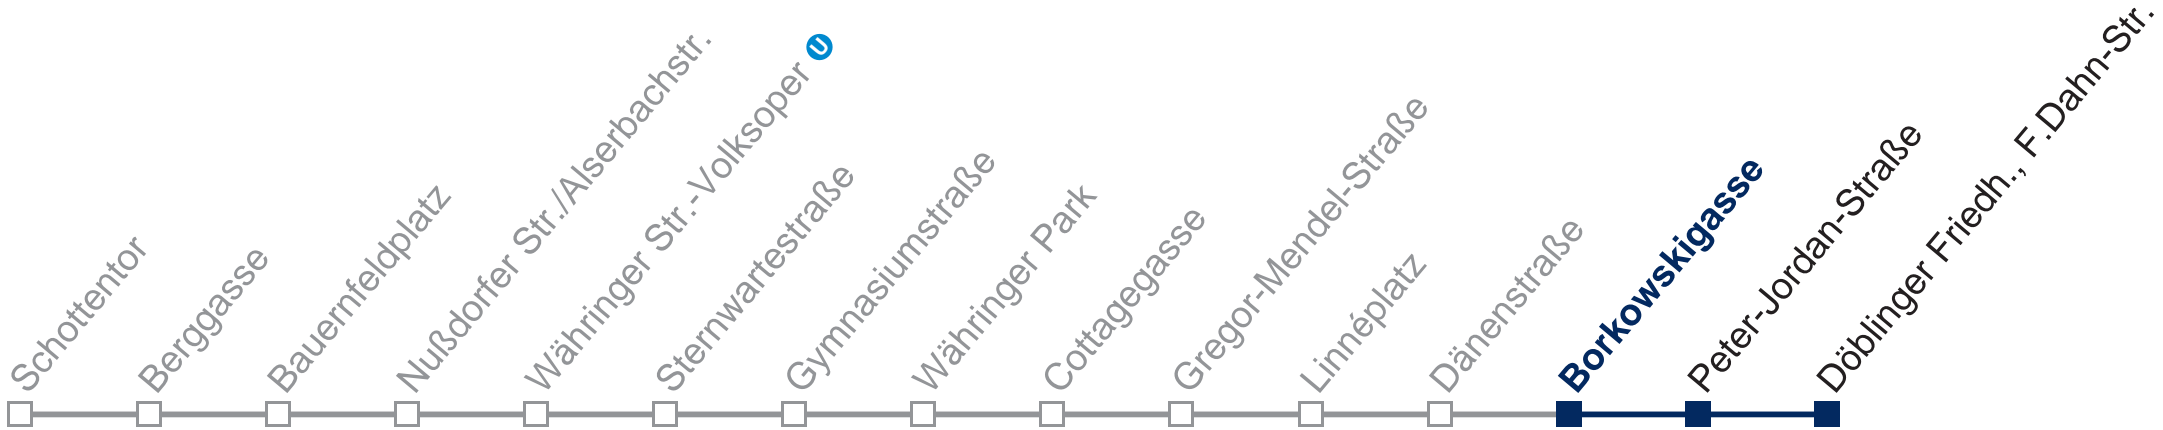 Schottentor
Berggasse
Bauernfeldplatz
Nußdorfer Str./Alserbachstr.
Währinger Str.-Volksoper U
Sternwartestraße
Gymnasiumstraße
Währinger Park
Cottagegasse
Gregor-Mendel-Straße
Linnéplatz
Dänenstraße
Borkowskigasse
Peter-Jordan-Straße
Döblinger Friedh., F.Dahn-Str.